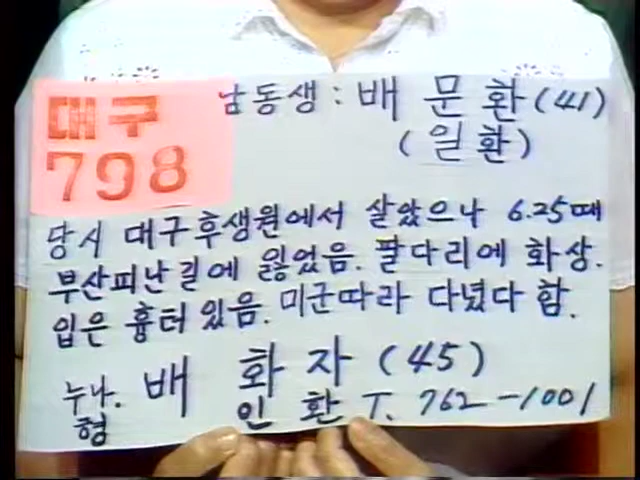 대구
798
남동생 : 배 문 환 (41)
(일환)
당시 대구후생원에서 살았으나 6.25때
부산피난길에 잃었음. 팔다리에 화상.
입은 흉터 있음. 미군따라 다녔다 함.
누나. 배 화 자 (45)
형 인 환 T. 762-1001